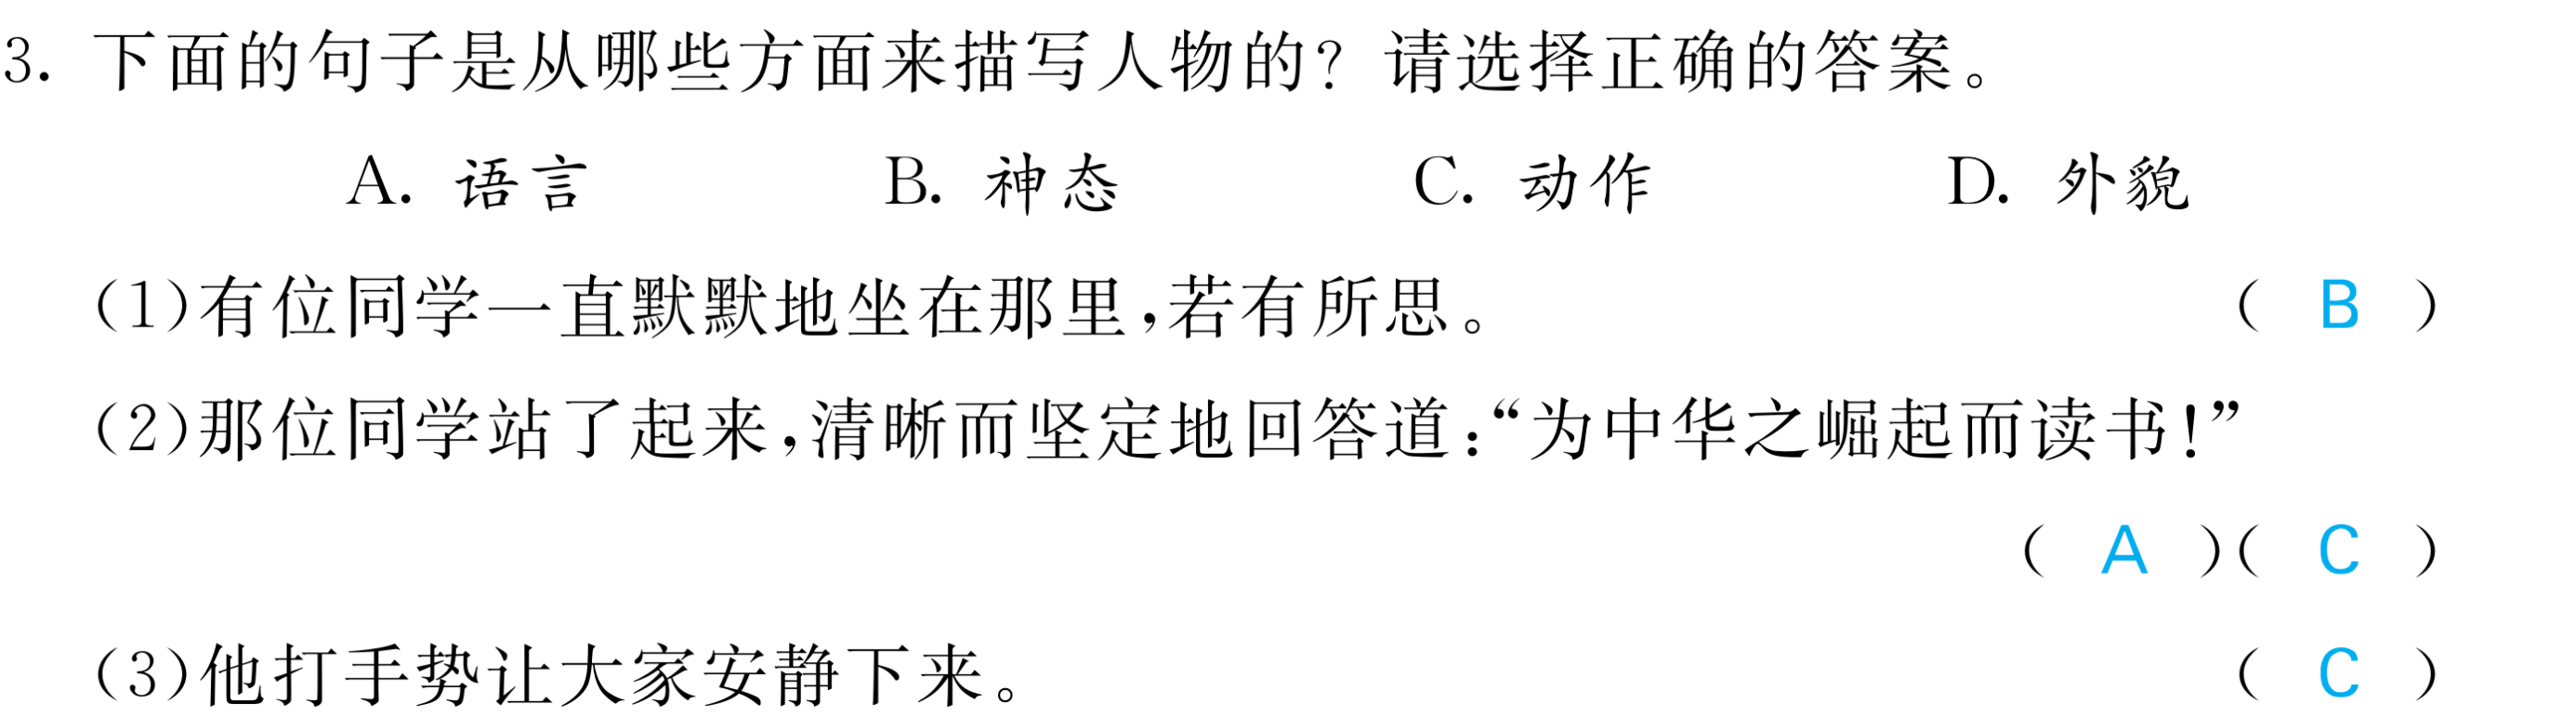 3. 下面的句子是从哪些方面来描写人物的？请选择正确的答案。
A. 语言 B. 神态 C. 动作 D. 外貌
(1)有位同学一直默默地坐在那里,若有所思。 ( B )
(2)那位同学站了起来,清晰而坚定地回答道:“为中华之崛起而读书!”
( A )( C )
(3)他打手势让大家安静下来。 ( C )